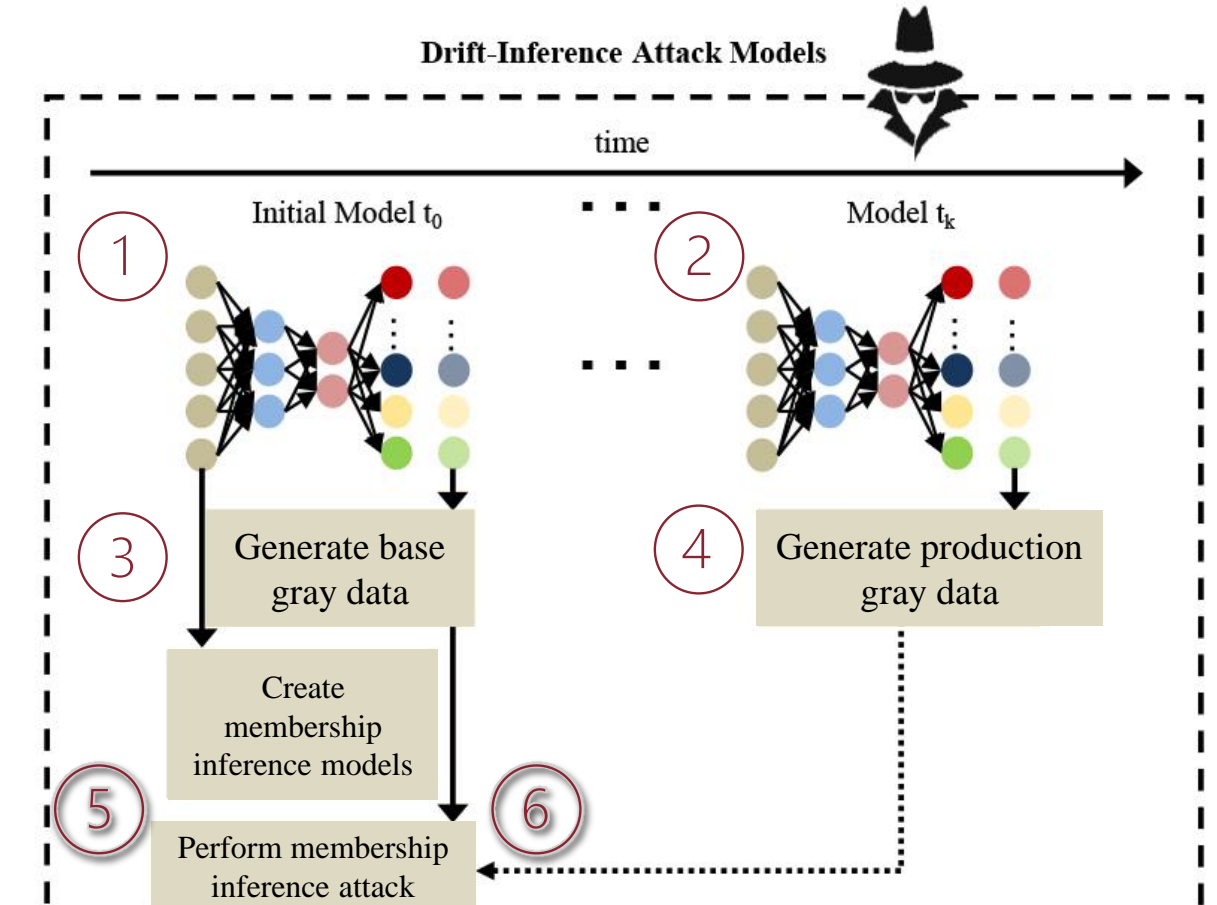 Drift-Inference Attack Models
time
Initial Model t₀
Model tₖ
1
2
3
Generate base
gray data
4
Generate production
gray data
Create
membership
inference models
5
6
Perform membership
inference attack